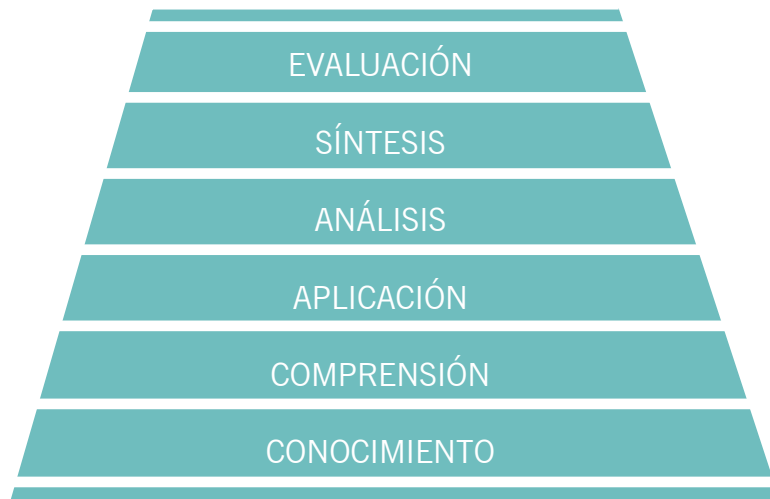 EVALUACIÓN
SÍNTESIS
ANÁLISIS
APLICACIÓN
COMPRENSIÓN
CONOCIMIENTO